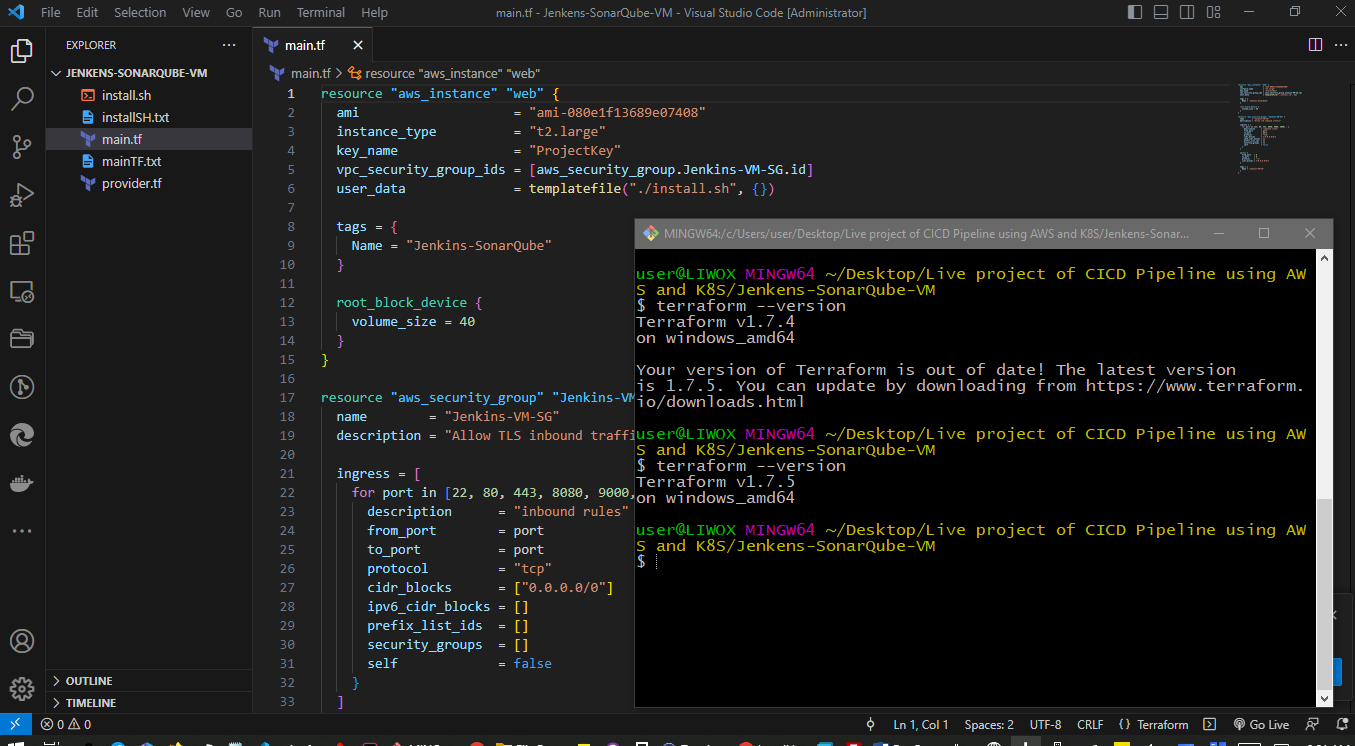 File Edit Selection View Go Run Terminal Help
main.tf - Jenkens-SonarQube-VM - Visual Studio Code [Administrator]
EXPLORER
JENKENS-SONARQUBE-VM
install.sh
installSH.txt
main.tf
mainTF.txt
provider.tf
OUTLINE
TIMELINE
main.tf
main.tf > resource "aws_instance" "web"
1 resource "aws_instance" "web" {
2 ami = "ami-080e1f13689e07408"
3 instance_type = "t2.large"
4 key_name = "ProjectKey"
5 vpc_security_group_ids = [aws_security_group.Jenkins-VM-SG.id]
6 user_data = templatefile("./install.sh", {})
7
8 tags = {
9 Name = "Jenkins-SonarQube"
10 }
11
12 root_block_device {
13 volume_size = 40
14 }
15 }
16
17 resource "aws_security_group" "Jenkins-VM
18 name = "Jenkins-VM-SG"
19 description = "Allow TLS inbound traffi
20
21 ingress = [
22 for port in [22, 80, 443, 8080, 9000,
23 description = "inbound rules"
24 from_port = port
25 to_port = port
26 protocol = "tcp"
27 cidr_blocks = ["0.0.0.0/0"]
28 ipv6_cidr_blocks = []
29 prefix_list_ids = []
30 security_groups = []
31 self = false
32 }
33 ]
MINGW64:/c/Users/user/Desktop/Live project of CICD Pipeline using AWS and K8S/Jenkens-Sonar...
user@LIWOX MINGW64 ~/Desktop/Live project of CICD Pipeline using AW
S and K8S/Jenkens-SonarQube-VM
$ terraform --version
Terraform v1.7.4
on windows_amd64
Your version of Terraform is out of date! The latest version
is 1.7.5. You can update by downloading from https://www.terraform.
io/downloads.html
user@LIWOX MINGW64 ~/Desktop/Live project of CICD Pipeline using AW
S and K8S/Jenkens-SonarQube-VM
$ terraform --version
Terraform v1.7.5
on windows_amd64
user@LIWOX MINGW64 ~/Desktop/Live project of CICD Pipeline using AW
S and K8S/Jenkens-SonarQube-VM
$
0 0
Ln 1, Col 1 Spaces: 2 UTF-8 CRLF {} Terraform Go Live